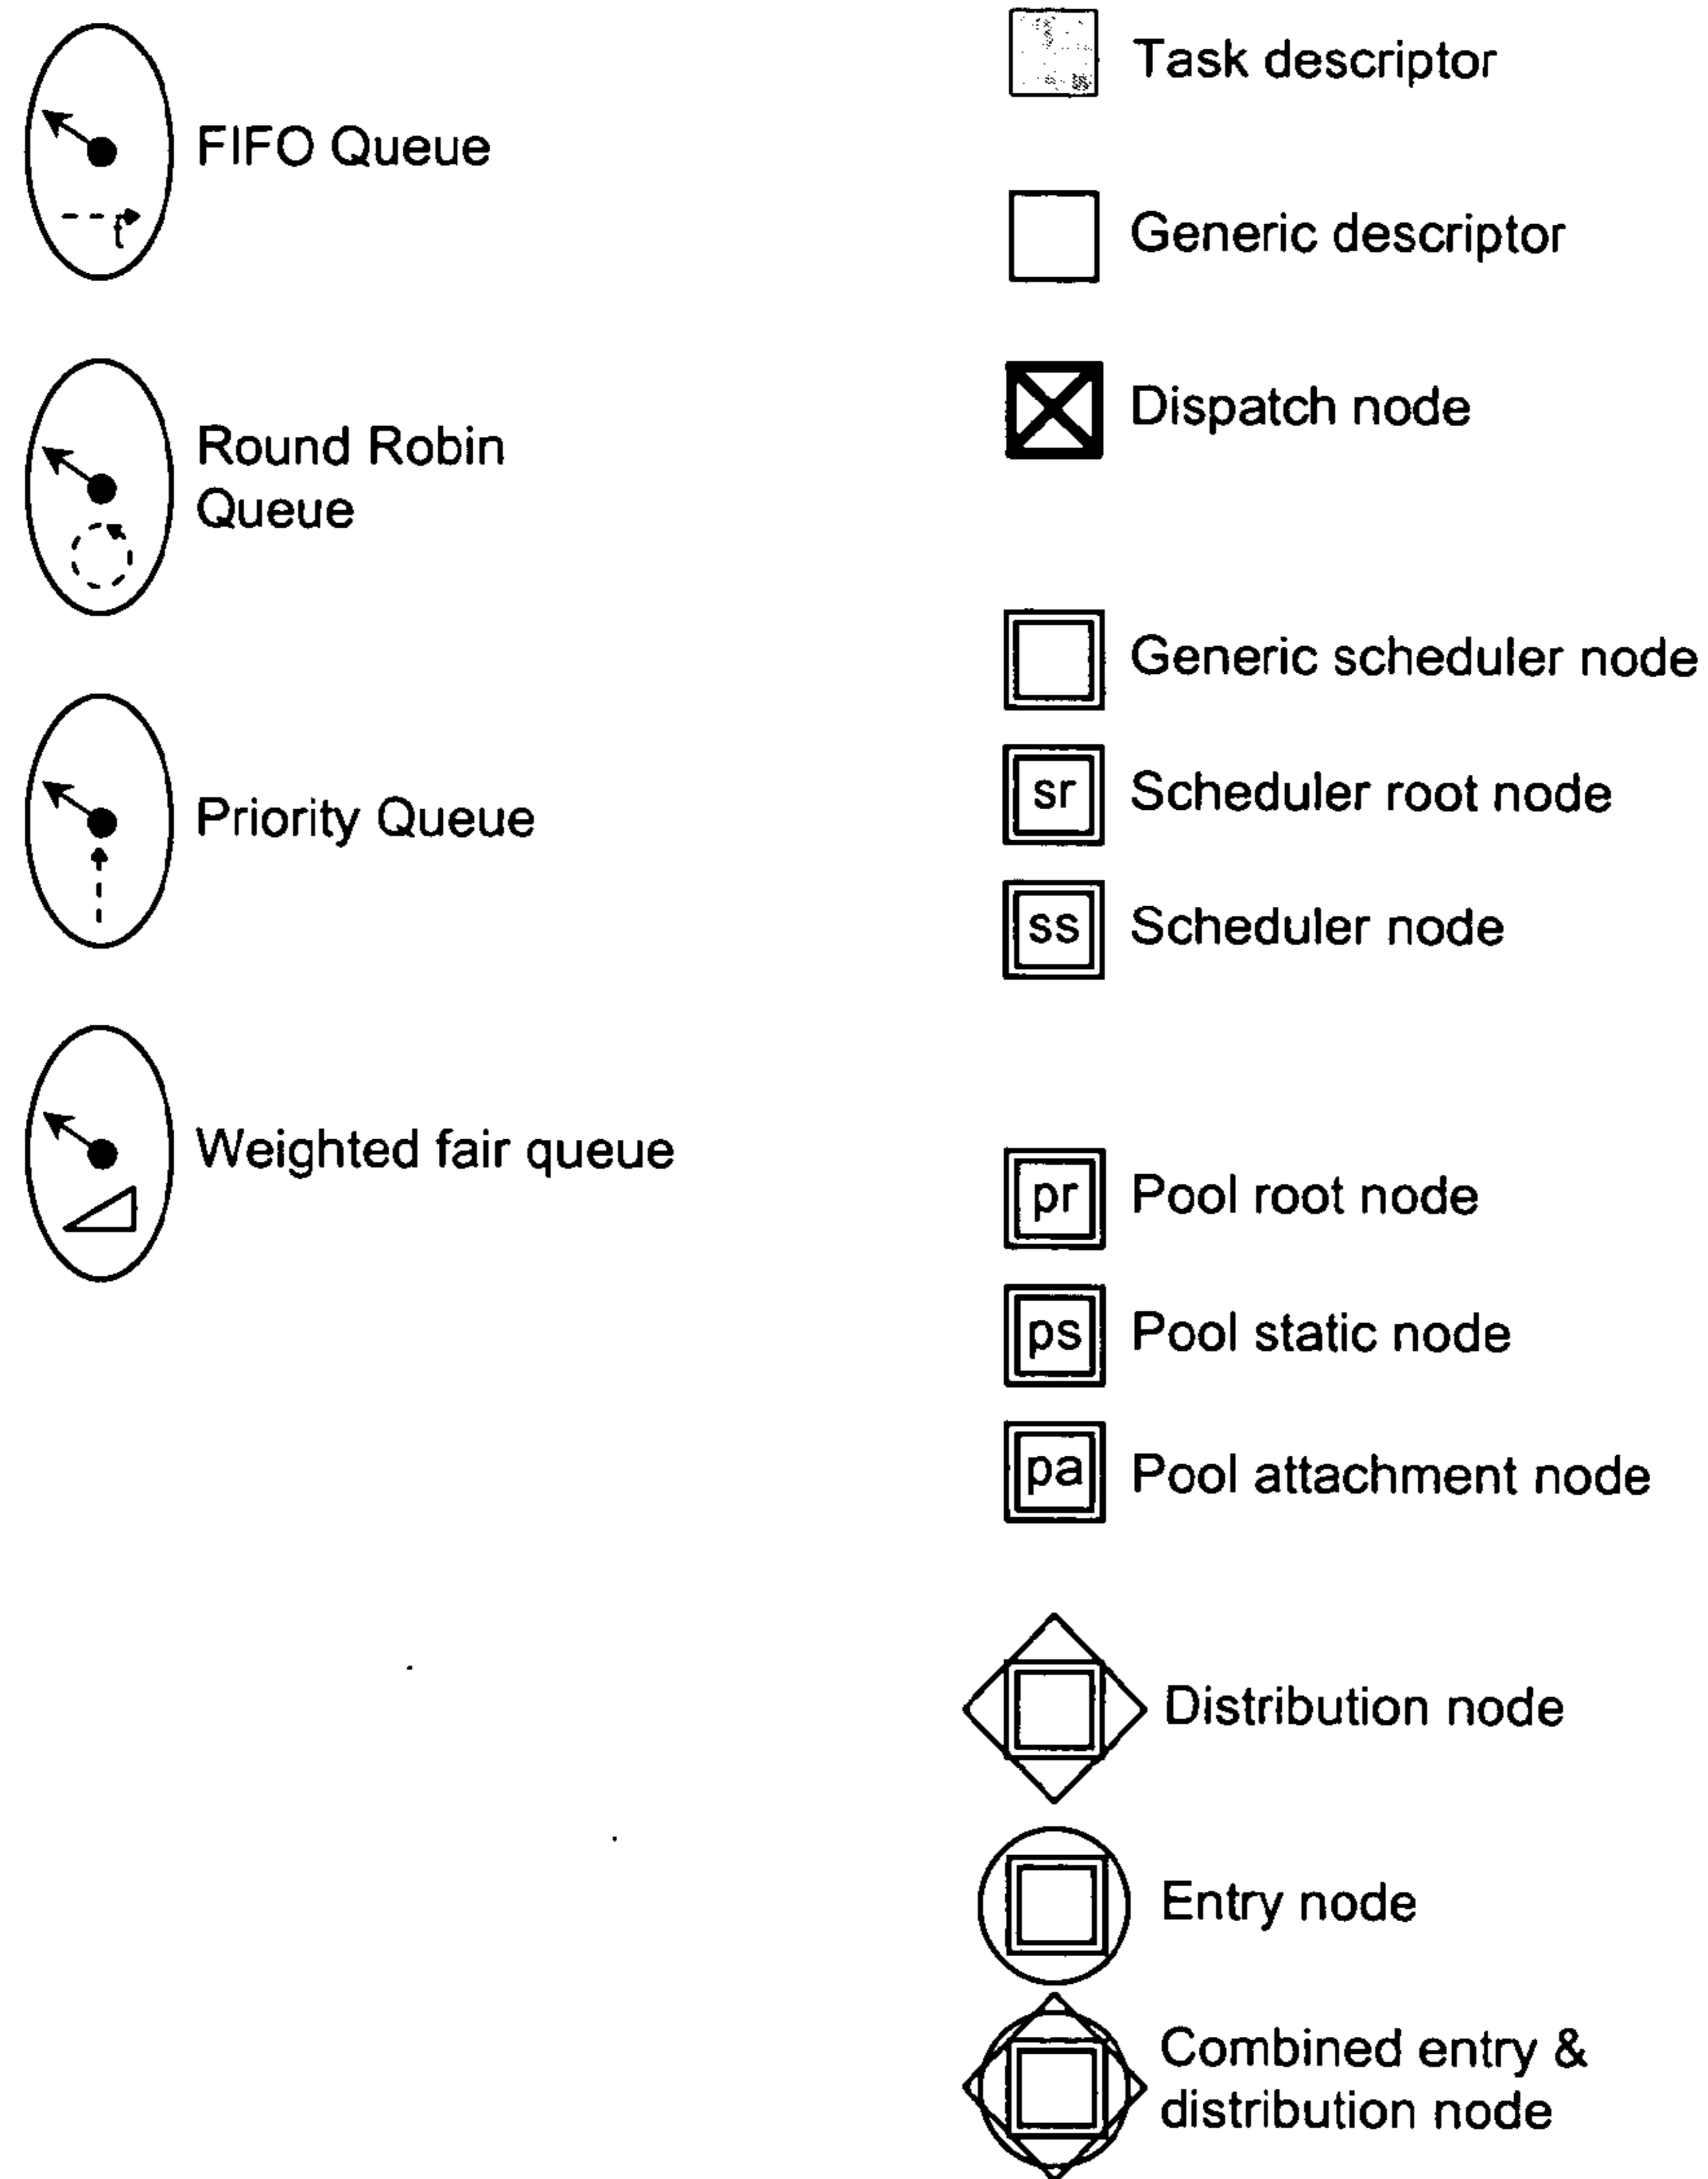 FIFO Queue
t
Round Robin
Queue
Priority Queue
Weighted fair queue
Task descriptor
Generic descriptor
Dispatch node
Generic scheduler node
sr Scheduler root node
ss Scheduler node
pr Pool root node
ps Pool static node
pa Pool attachment node
Distribution node
Entry node
Combined entry &
distribution node